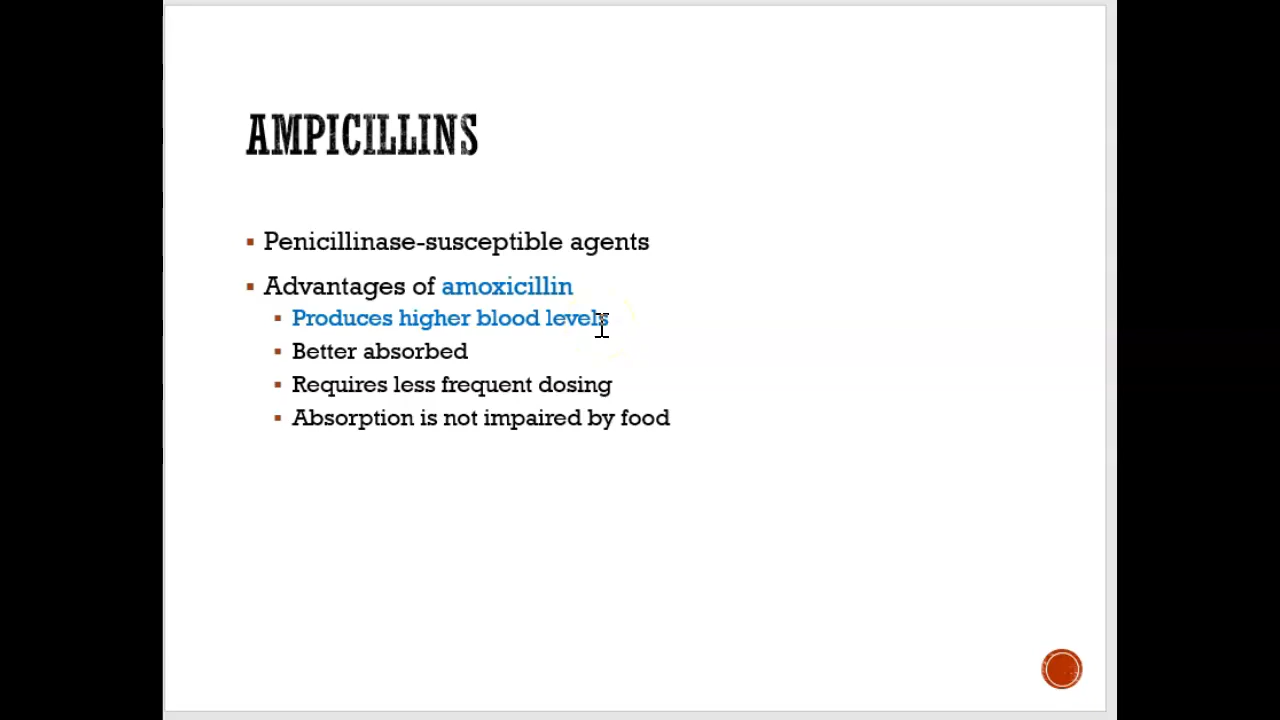 AMPICILLINS
Penicillinase-susceptible agents
Advantages of amoxicillin
Produces higher blood levels
Better absorbed
Requires less frequent dosing
Absorption is not impaired by food